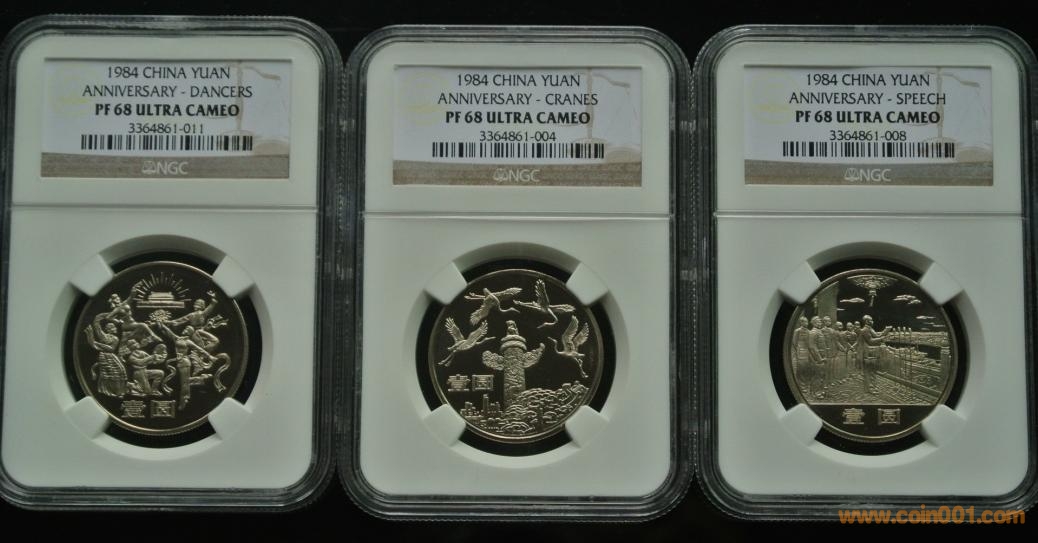 1984 CHINA YUAN
ANNIVERSARY - DANCERS
PF 68 ULTRA CAMEO
3364861-011
NGC
壹圆
1984 CHINA YUAN
ANNIVERSARY - CRANES
PF 68 ULTRA CAMEO
3364861-004
NGC
壹圆
1984 CHINA YUAN
ANNIVERSARY - SPEECH
PF 68 ULTRA CAMEO
3364861-008
NGC
壹圆
www.coin001.com